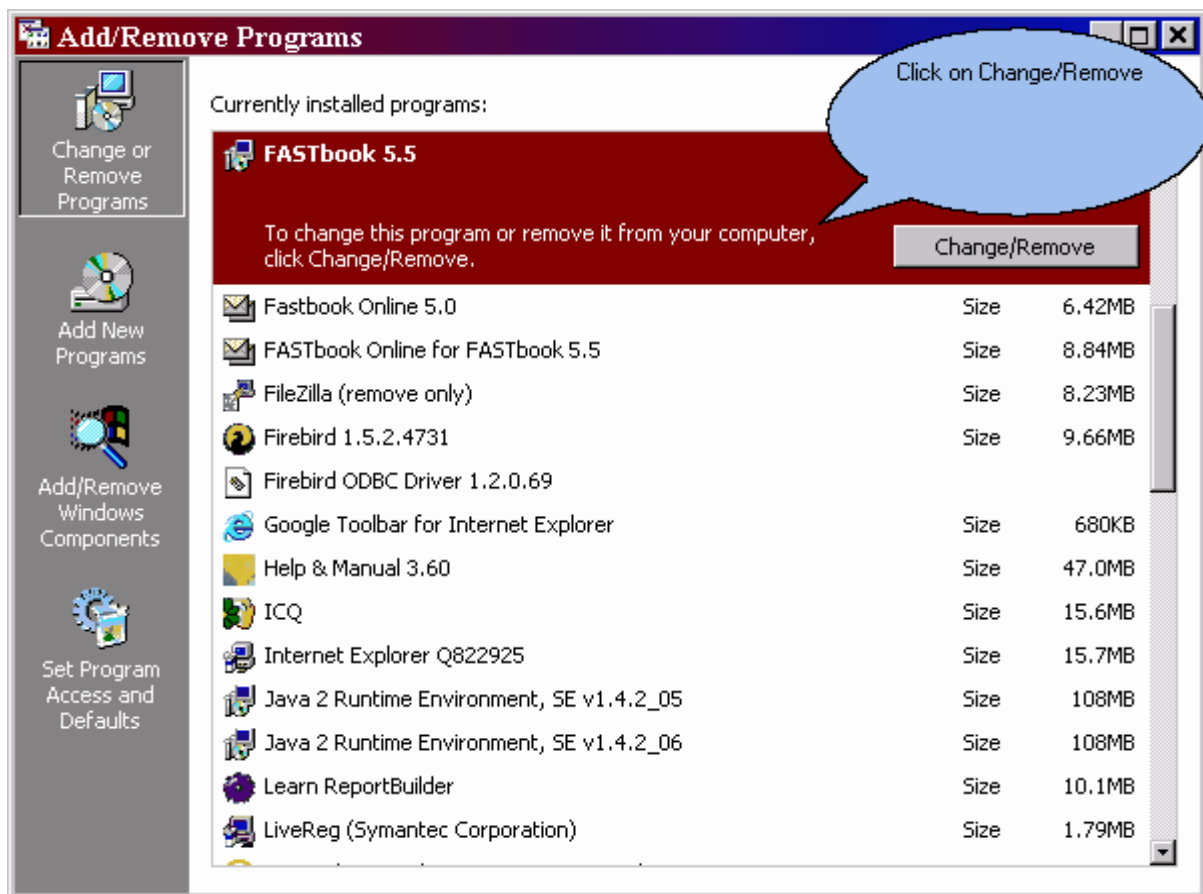 Add/Remove Programs
Click on Change/Remove
Change or
Remove
Programs
Add New
Programs
Add/Remove
Windows
Components
Set Program
Access and
Defaults
Currently installed programs:
FASTbook 5.5
To change this program or remove it from your computer,
click Change/Remove.
Change/Remove
Fastbook Online 5.0 Size 6.42MB
FASTbook Online for FASTbook 5.5 Size 8.84MB
FileZilla (remove only) Size 8.23MB
Firebird 1.5.2.4731 Size 9.66MB
Firebird ODBC Driver 1.2.0.69
Google Toolbar for Internet Explorer Size 680KB
Help & Manual 3.60 Size 47.0MB
ICQ Size 15.6MB
Internet Explorer Q822925 Size 15.7MB
Java 2 Runtime Environment, SE v1.4.2_05 Size 108MB
Java 2 Runtime Environment, SE v1.4.2_06 Size 108MB
Learn ReportBuilder Size 10.1MB
LiveReg (Symantec Corporation) Size 1.79MB